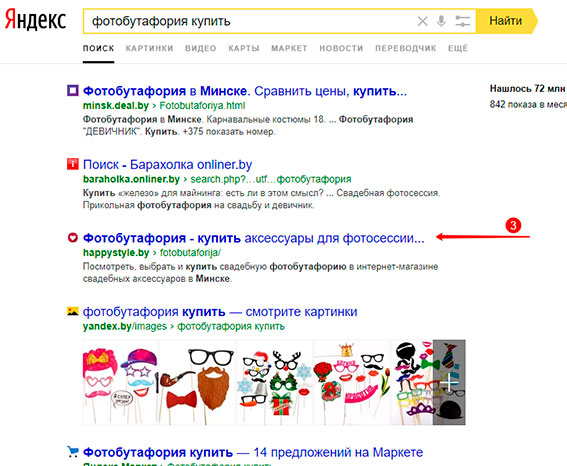 Яндекс
фотобутафория купить
Найти
ПОИСК КАРТИНКИ ВИДЕО КАРТЫ МАРКЕТ НОВОСТИ ПЕРЕВОДЧИК ЕЩЁ
Фотобутафория в Минске. Сравнить цены, купить...
minsk.deal.by › Fotobutaforiya.html
Фотобутафория в Минске. Карнавальные костюмы 18. ... Фотобутафория
"ДЕВИЧНИК". Купить. +375 показать номер.
Нашлось 72 млн
842 показа в меся
Поиск - Барахолка onliner.by
baraholka.onliner.by › search.php?...utf...фотобутафория
Купить «железо» для майнинга: есть ли в этом смысл? ... Свадебная фотосессия.
Прикольная фотобутафория на свадьбу и девичник.
Фотобутафория - купить аксессуары для фотосессии...
3
happystyle.by › fotobutaforija/
Посмотреть, выбрать и купить свадебную фотобутафорию в интернет-магазине
свадебных аксессуаров в Минске.
фотобутафория купить — смотрите картинки
yandex.by/images › фотобутафория купить
Фотобутафория купить — 14 предложений на Маркете